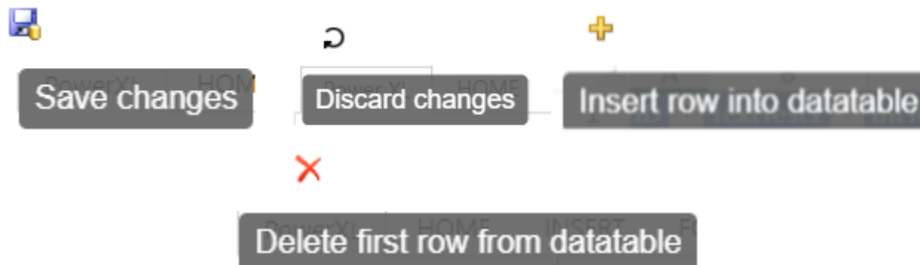 Save changes
Discard changes
Insert row into datatable
Delete first row from datatable